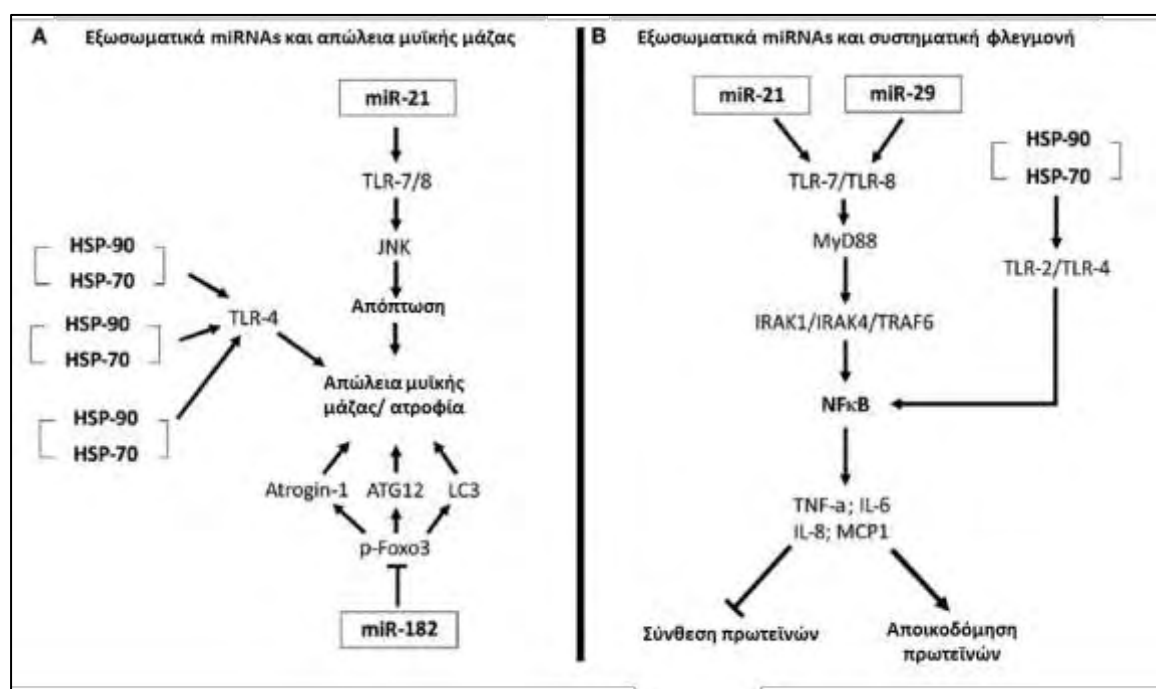 A Εξωσωματικά miRNAs και απώλεια μυϊκής μάζας
miR-21
TLR-7/8
JNK
Απόπτωση
HSP-90
HSP-70
HSP-90
HSP-70
HSP-90
HSP-70
TLR-4
Απώλεια μυϊκής
μάζας/ ατροφία
Atrogin-1 ATG12 LC3
p-Foxo3
miR-182
B Εξωσωματικά miRNAs και συστηματική φλεγμονή
miR-21 miR-29
HSP-90
HSP-70
TLR-7/TLR-8
MyD88
TLR-2/TLR-4
IRAK1/IRAK4/TRAF6
NFκB
TNF-a; IL-6
IL-8; MCP1
Σύνθεση πρωτεϊνών
Αποικοδόμηση
πρωτεϊνών